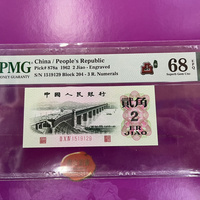 PMG
China / People's Republic
Pick# 878a 1962 2 Jiao - Engraved
S/N 1519129 Block 204 - 3 R. Numerals
68 EPQ
Superb Gem Unc
中国人民银行
贰角
2
ER JIAO